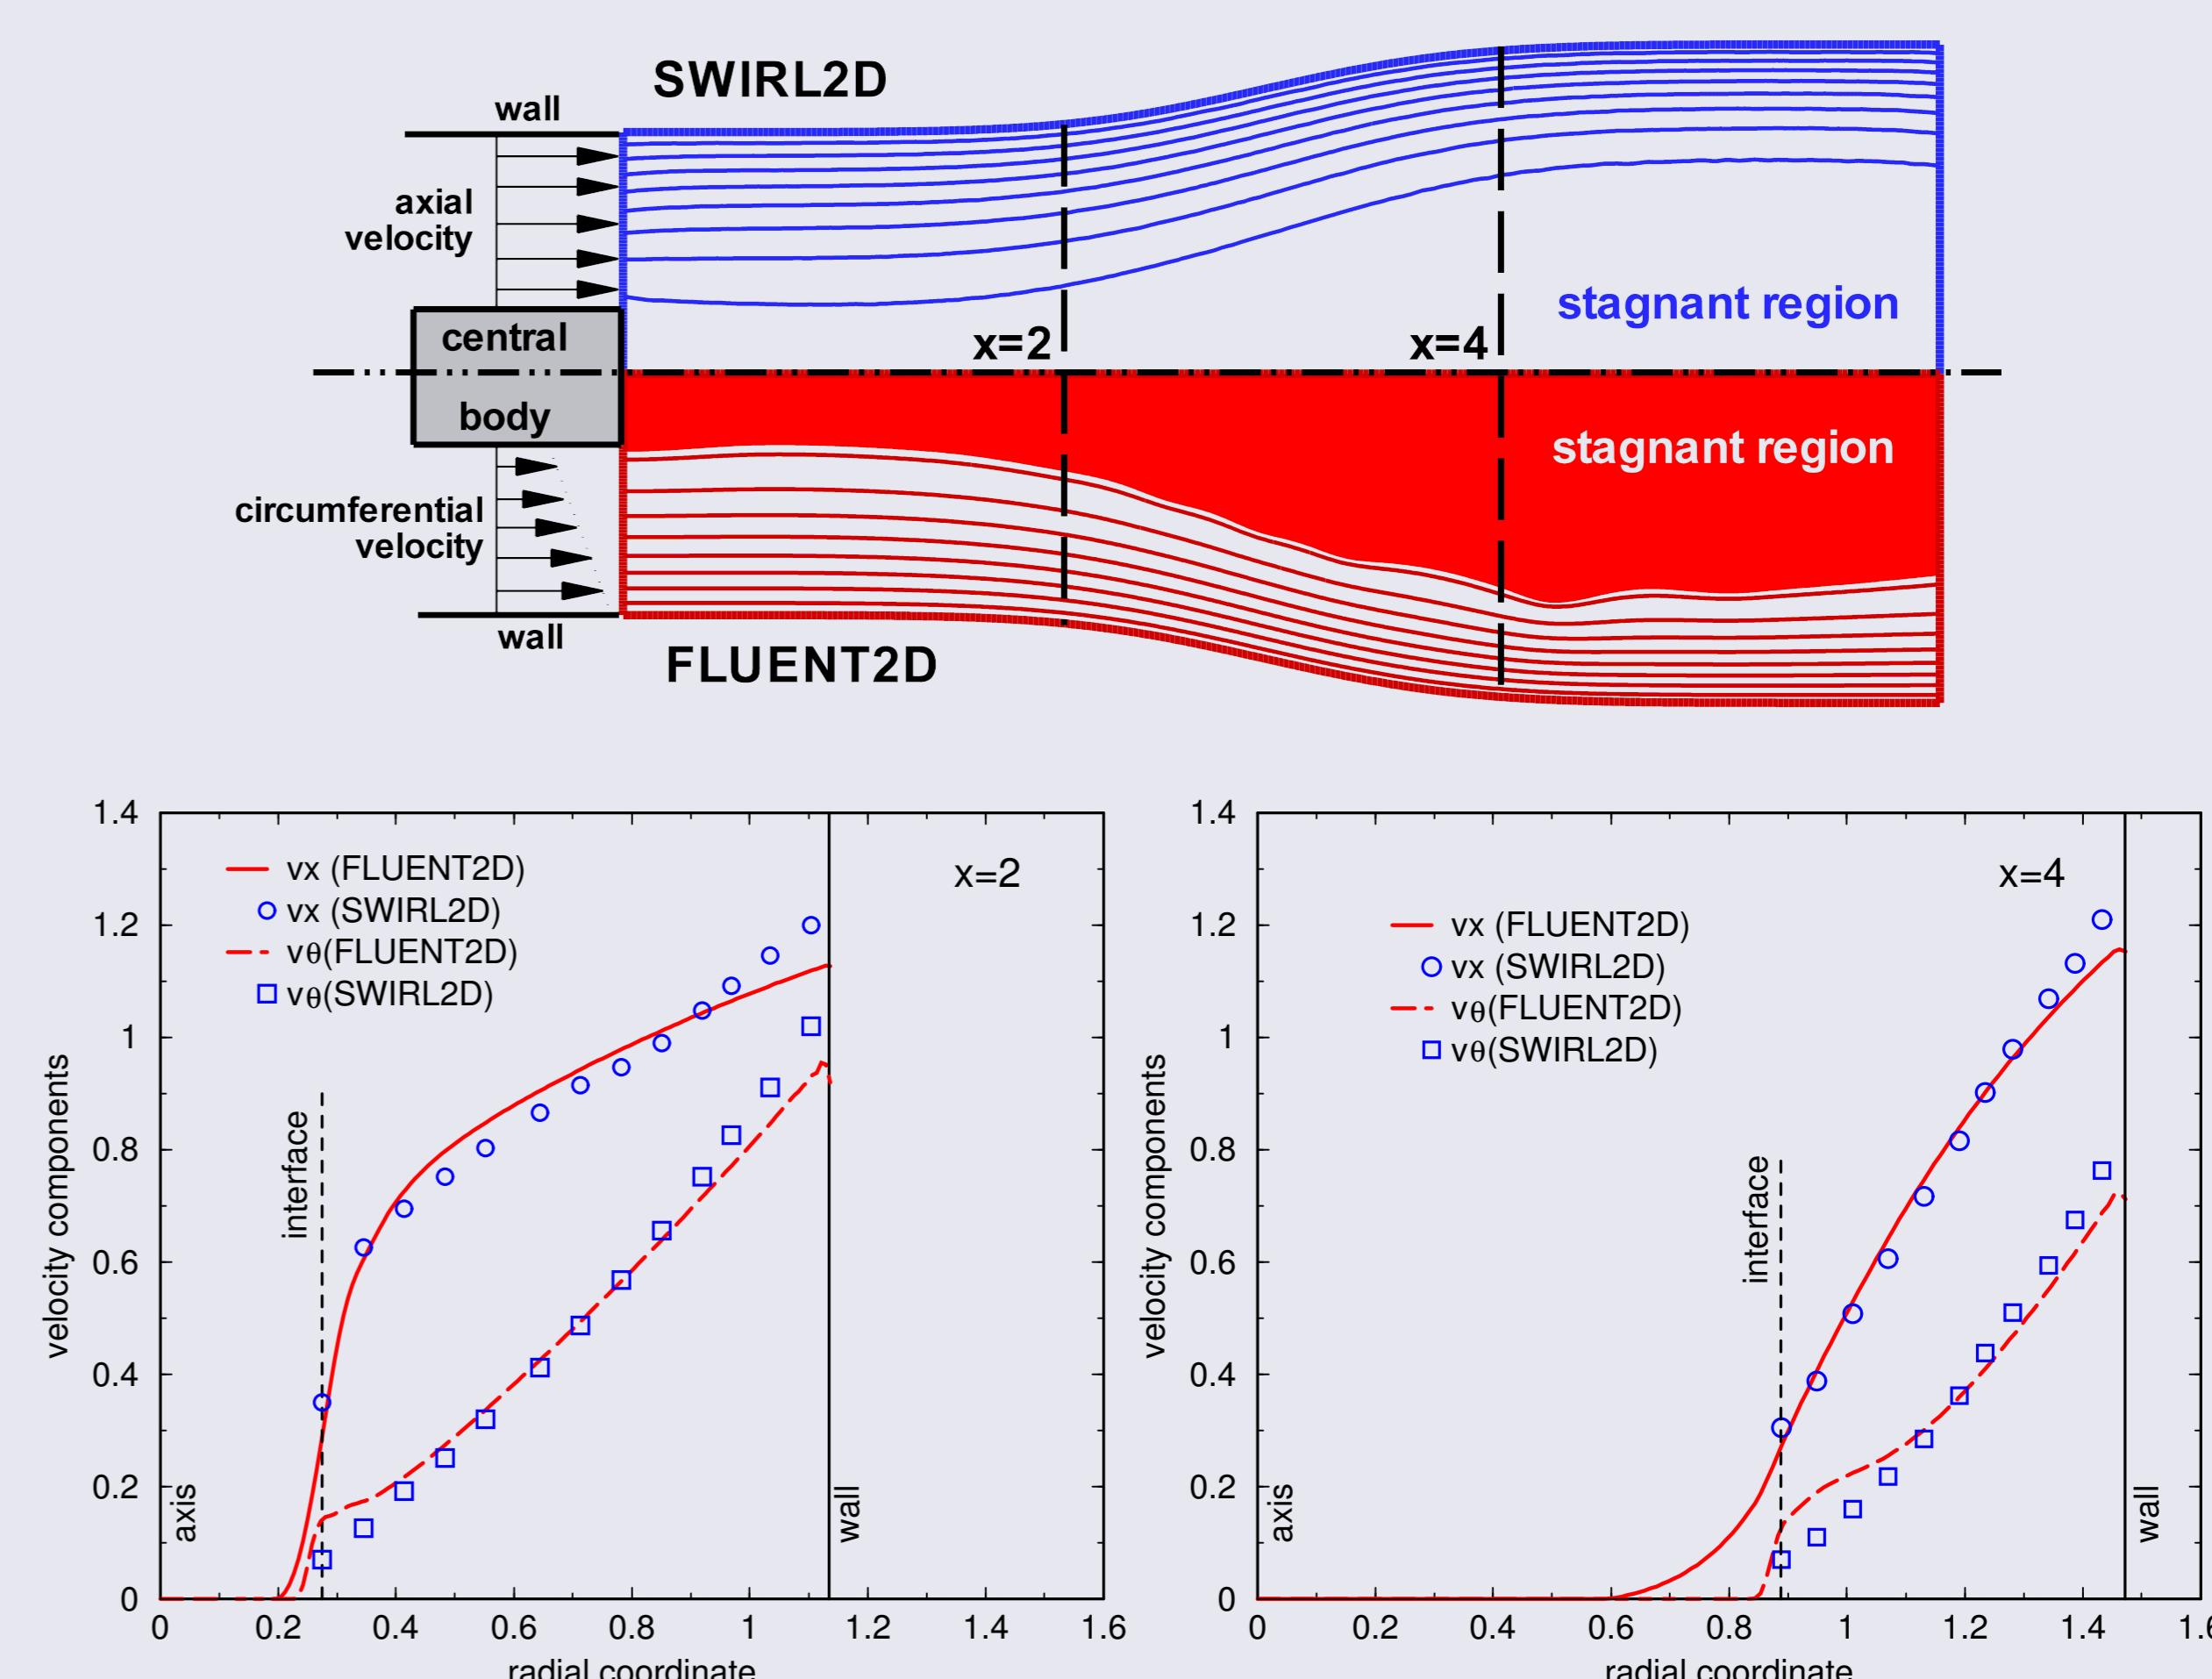 SWIRL2D
wall
axial
velocity
central
body
x=2
x=4
stagnant region
stagnant region
circumferential
velocity
wall
FLUENT2D
1.4
1.2
1
0.8
0.6
0.4
0.2
0
velocity components
vx (FLUENT2D)
vx (SWIRL2D)
vθ(FLUENT2D)
vθ(SWIRL2D)
x=2
interface
axis
wall
0 0.2 0.4 0.6 0.8 1 1.2 1.4 1.6
radial coordinate
1.4
1.2
1
0.8
0.6
0.4
0.2
0
velocity components
x=4
vx (FLUENT2D)
vx (SWIRL2D)
vθ(FLUENT2D)
vθ(SWIRL2D)
interface
axis
wall
0 0.2 0.4 0.6 0.8 1 1.2 1.4 1.6
radial coordinate